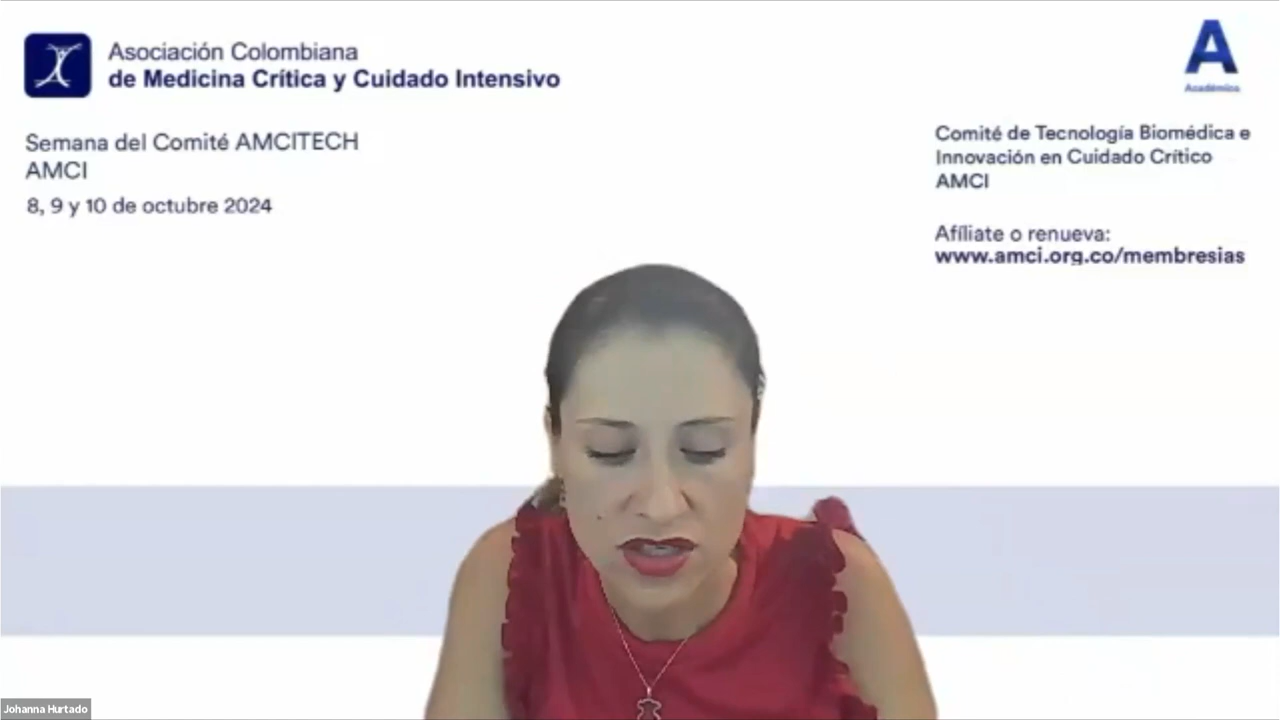 Asociación Colombiana
de Medicina Crítica y Cuidado Intensivo
Semana del Comité AMCITECH
AMCI
8, 9 y 10 de octubre 2024
A
Académica
Comité de Tecnología Biomédica e
Innovación en Cuidado Crítico
AMCI
Afíliate o renueva:
www.amci.org.co/membresias
Johanna Hurtado